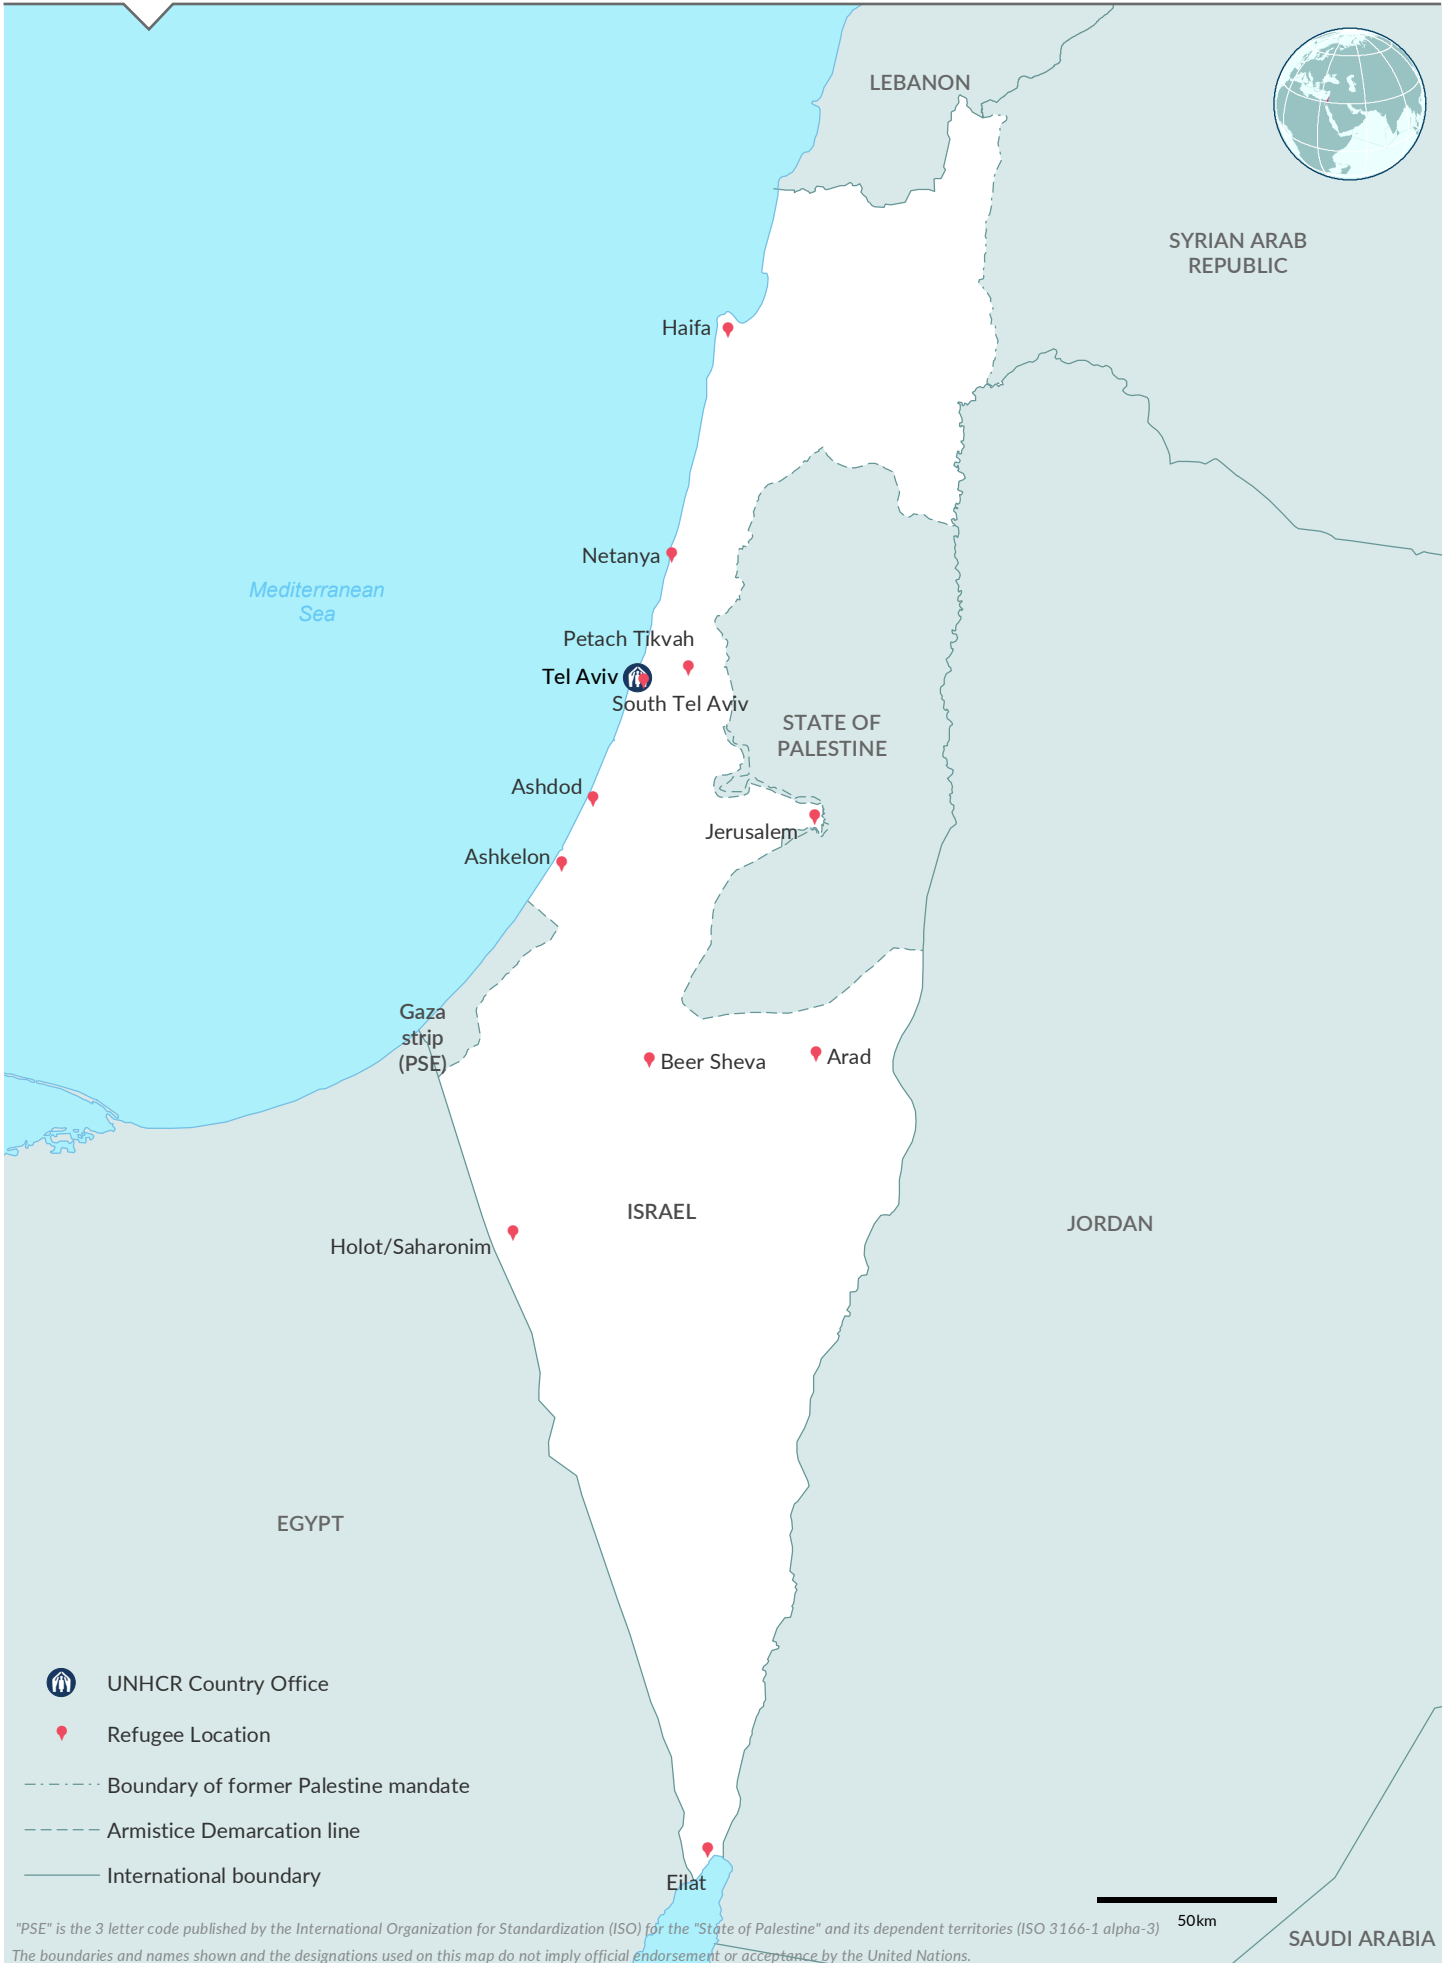 LEBANON
SYRIAN ARAB
REPUBLIC
Haifa
Netanya
Mediterranean
Sea
Petach Tikvah
Tel Aviv
South Tel Aviv
STATE OF
PALESTINE
Ashdod
Jerusalem
Ashkelon
Gaza
strip
(PSE)
Beer Sheva
Arad
ISRAEL
JORDAN
Holot/Saharonim
EGYPT
UNHCR Country Office
Refugee Location
Boundary of former Palestine mandate
Armistice Demarcation line
International boundary
Eilat
50km
SAUDI ARABIA
"PSE" is the 3 letter code published by the International Organization for Standardization (ISO) for the "State of Palestine" and its dependent territories (ISO 3166-1 alpha-3)
The boundaries and names shown and the designations used on this map do not imply official endorsement or acceptance by the United Nations.